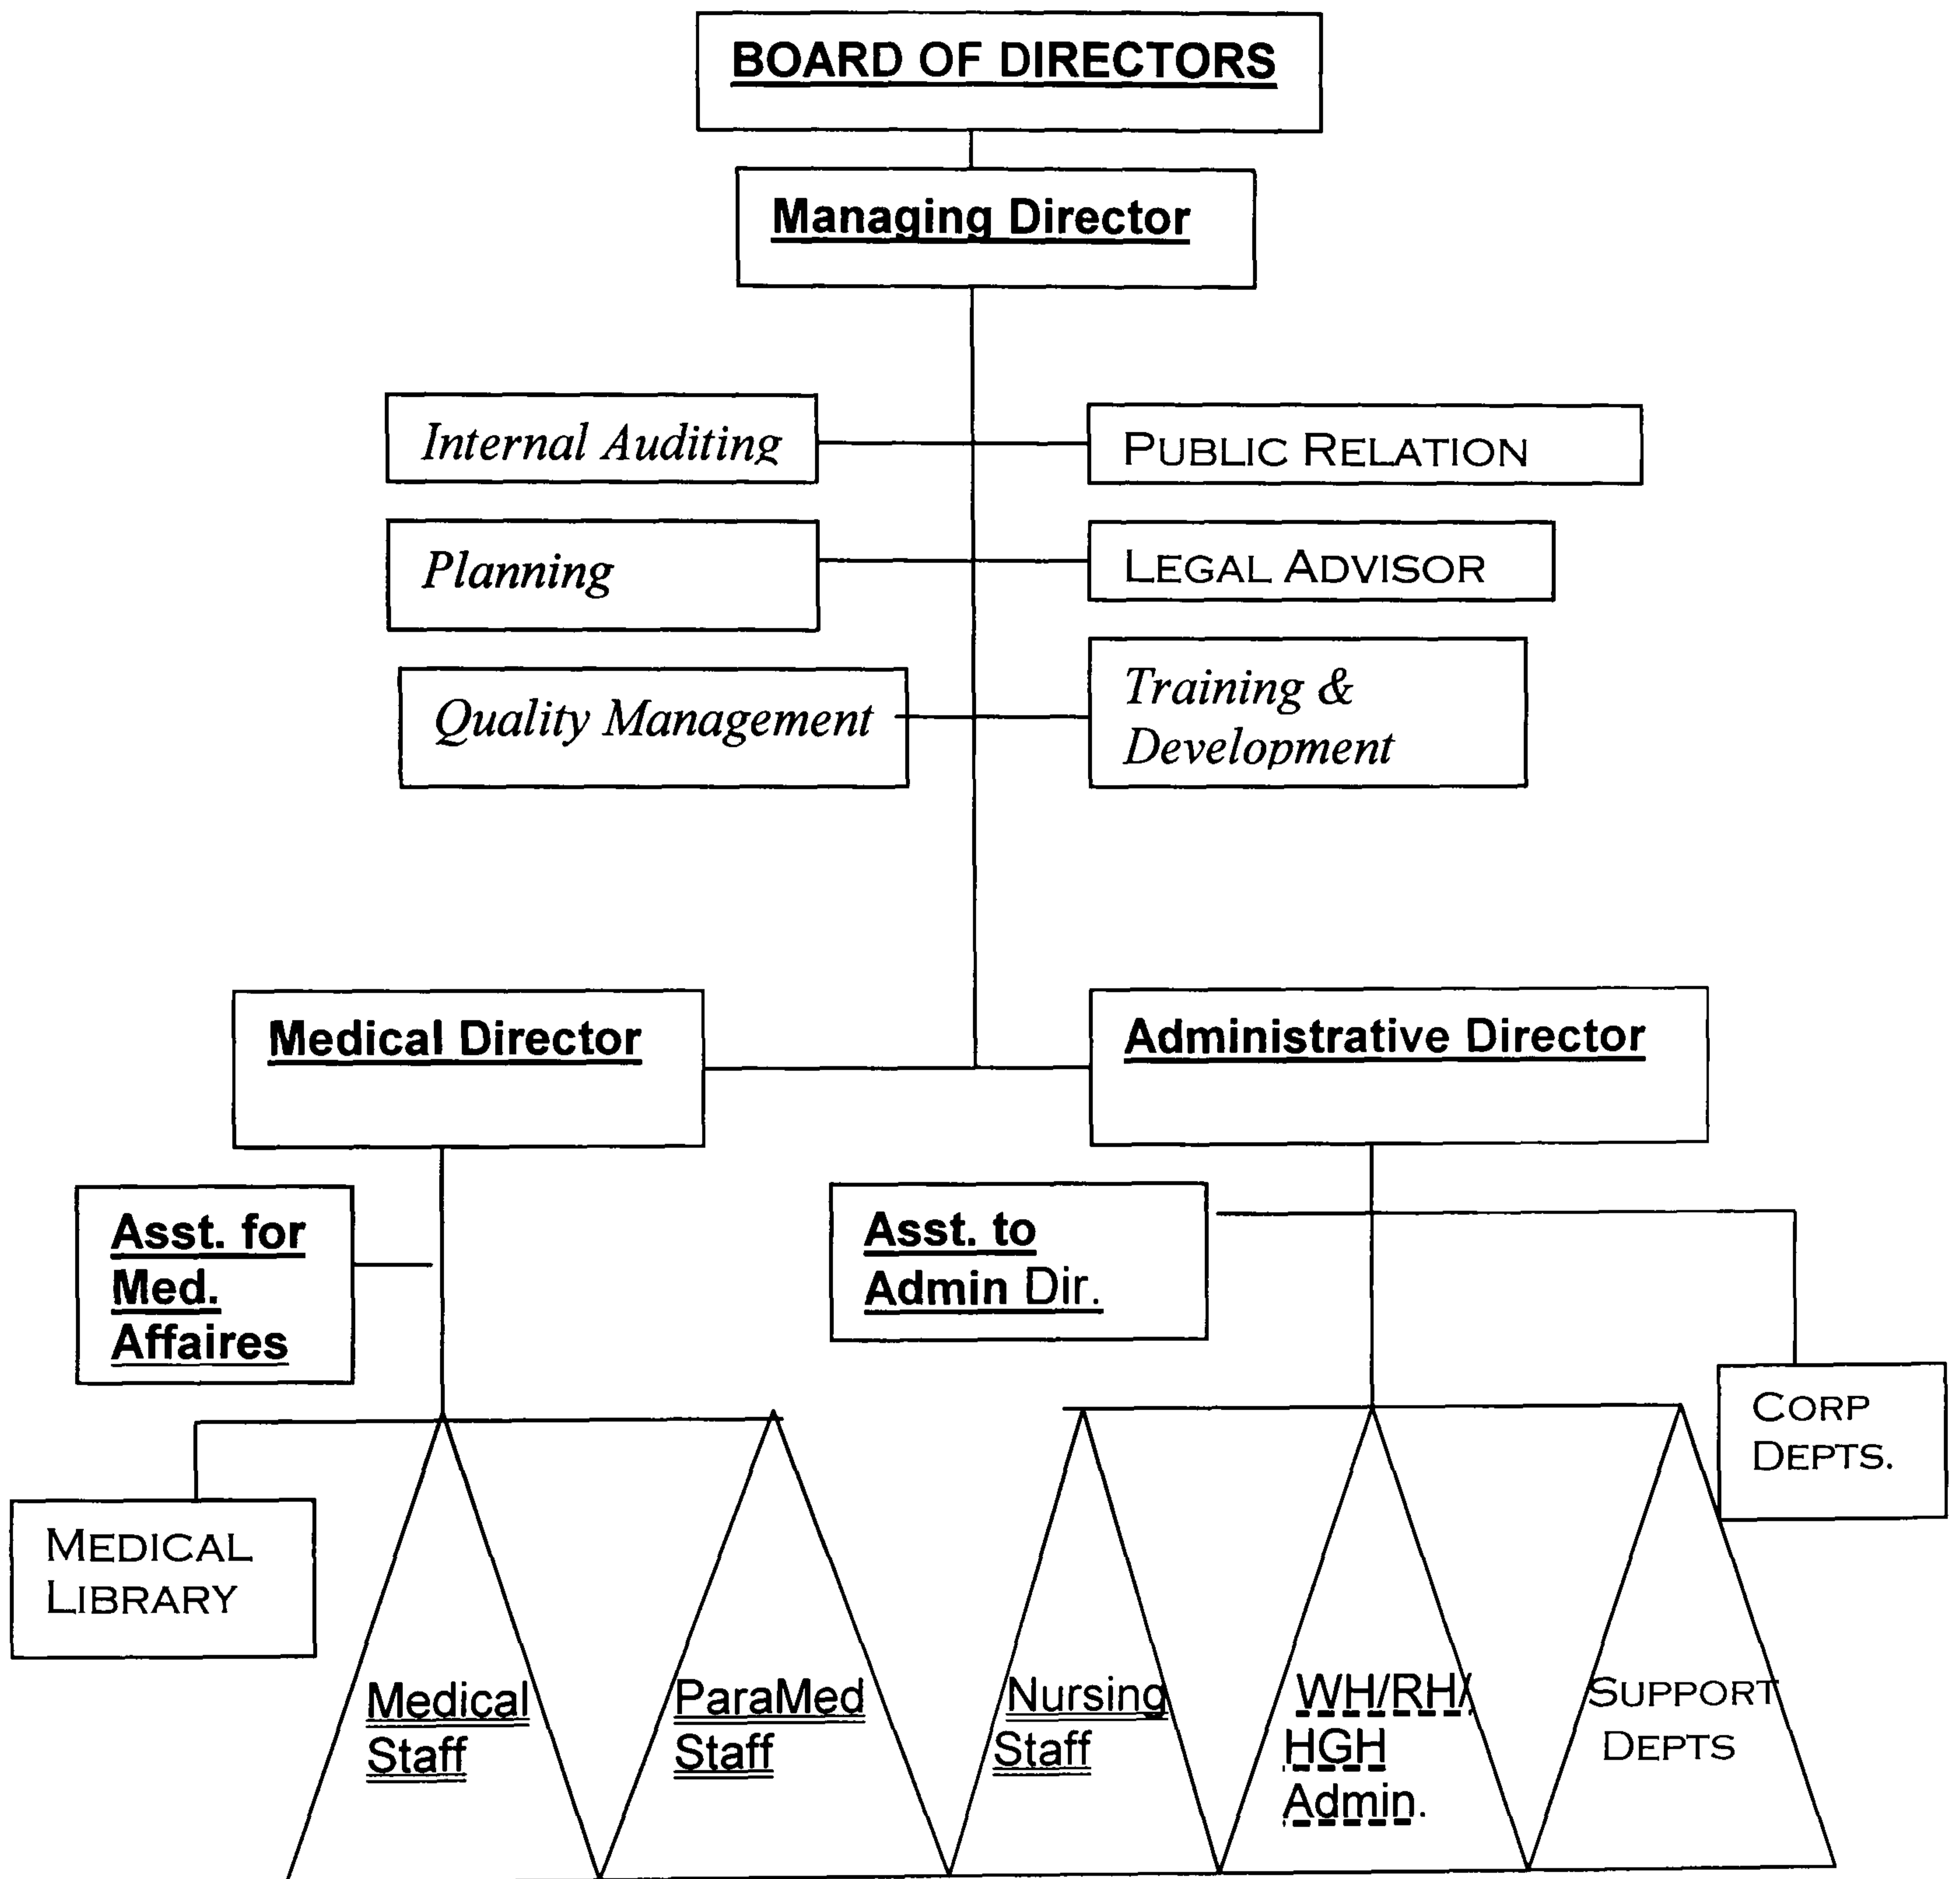 BOARD OF DIRECTORS
Managing Director
Internal Auditing
PUBLIC RELATION
Planning
LEGAL ADVISOR
Quality Management
Training &
Development
Medical Director
Administrative Director
Asst. for
Med.
Affaires
Asst. to
Admin Dir.
CORP
DEPTS.
MEDICAL
LIBRARY
Medical
Staff
ParaMed
Staff
Nursing
Staff
WH/RH/
HGH
Admin.
SUPPORT
DEPTS